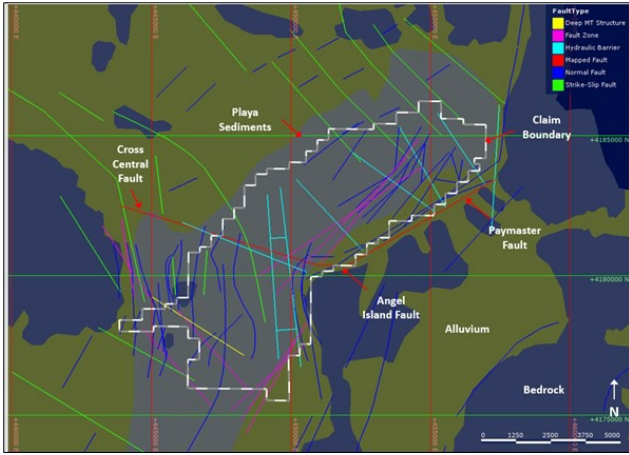 FaultType
Deep MT Structure
Fault Zone
Hydraulic Barrier
Mapped Fault
Normal Fault
Strike-Slip Fault
Playa
Sediments
Claim
Boundary
+4185000 N
Cross
Central
Fault
Paymaster
Fault
+4180000 N
Angel
Island Fault
Alluvium
Bedrock
N
+4175000 N
0 1250 2500 3750 5000